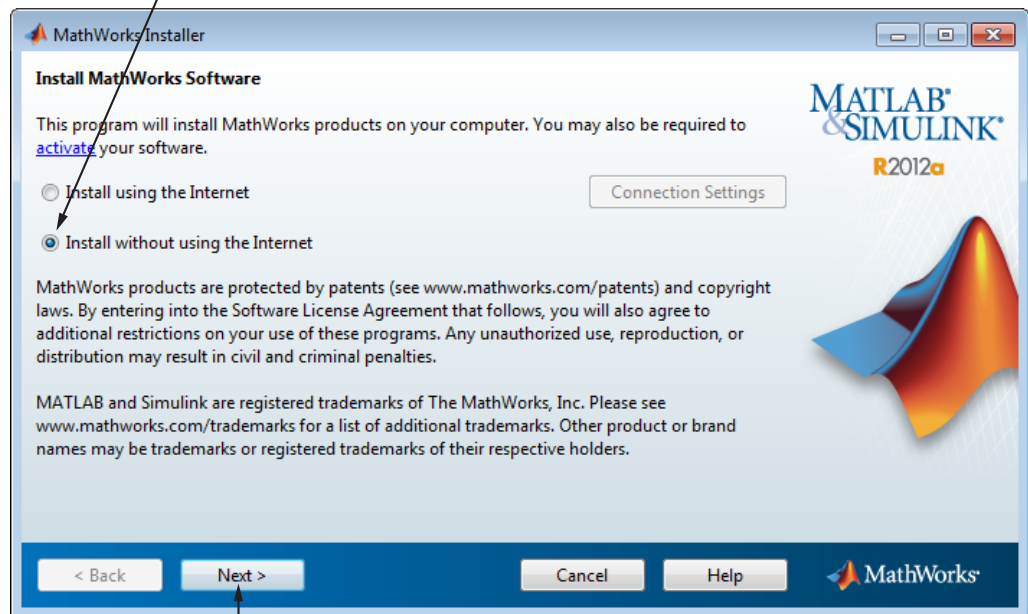 MathWorks Installer
Install MathWorks Software
This program will install MathWorks products on your computer. You may also be required to
activate your software.
Install using the Internet
Connection Settings
Install without using the Internet
MathWorks products are protected by patents (see www.mathworks.com/patents) and copyright
laws. By entering into the Software License Agreement that follows, you will also agree to
additional restrictions on your use of these programs. Any unauthorized use, reproduction, or
distribution may result in civil and criminal penalties.
MATLAB and Simulink are registered trademarks of The MathWorks, Inc. Please see
www.mathworks.com/trademarks for a list of additional trademarks. Other product or brand
names may be trademarks or registered trademarks of their respective holders.
MATLAB®
&SIMULINK®
R2012a
< Back
Next >
Cancel
Help
MathWorks®